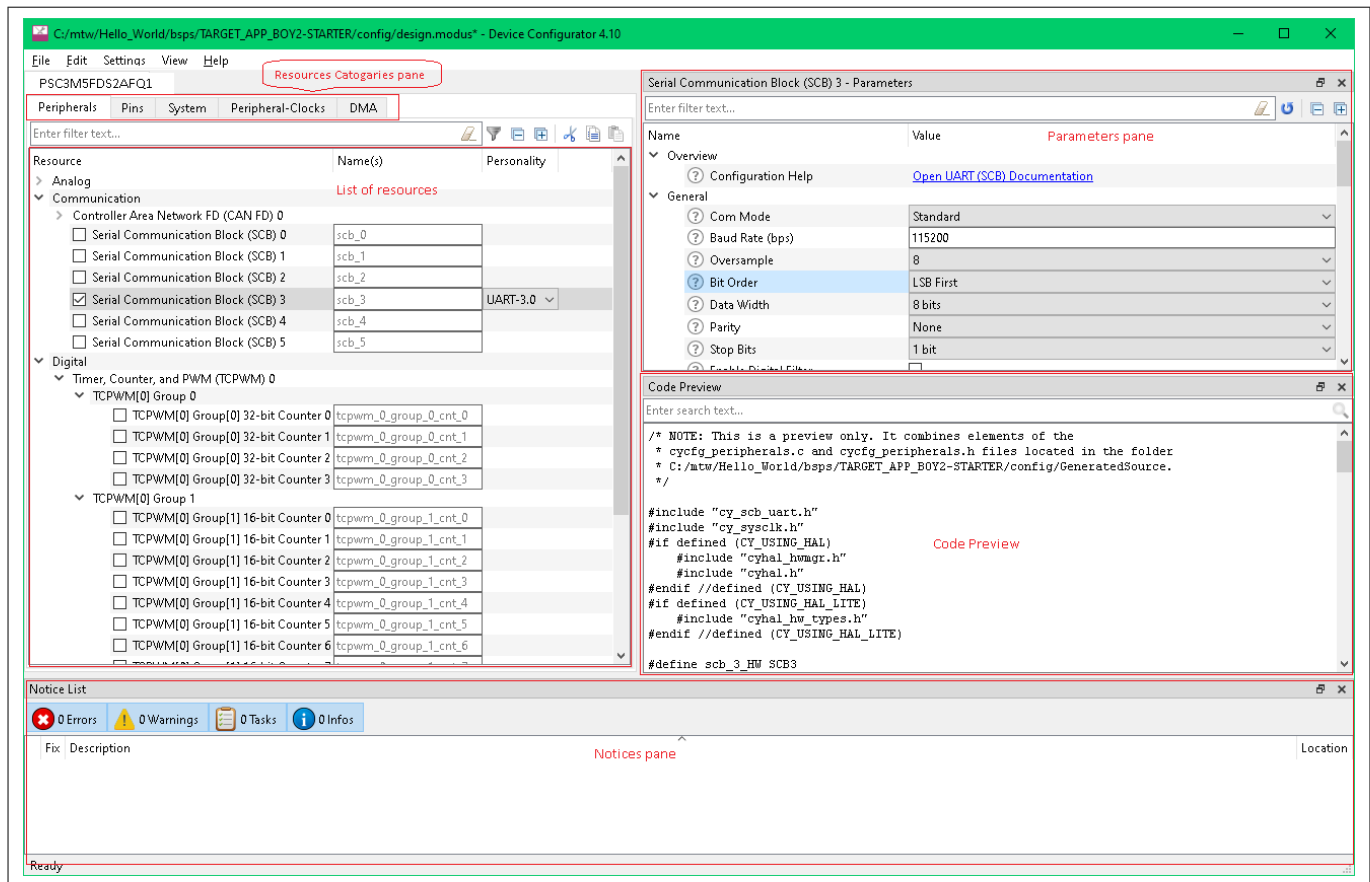 C:/mtw/Hello_World/bsps/TARGET_APP_BOY2-STARTER/config/design.modus* - Device Configurator 4.10
File Edit Settings View Help
PSC3M5FDS2AFQ1
Resources Catogaries pane
Peripherals Pins System Peripheral-Clocks DMA
Enter filter text...
Resource Name(s) Personality
List of resources
Analog
Communication
Controller Area Network FD (CAN FD) 0
Serial Communication Block (SCB) 0 scb_0
Serial Communication Block (SCB) 1 scb_1
Serial Communication Block (SCB) 2 scb_2
Serial Communication Block (SCB) 3 scb_3 UART-3.0
Serial Communication Block (SCB) 4 scb_4
Serial Communication Block (SCB) 5 scb_5
Digital
Timer, Counter, and PWM (TCPWM) 0
TCPWM[0] Group 0
TCPWM[0] Group[0] 32-bit Counter 0 tcpwm_0_group_0_cnt_0
TCPWM[0] Group[0] 32-bit Counter 1 tcpwm_0_group_0_cnt_1
TCPWM[0] Group[0] 32-bit Counter 2 tcpwm_0_group_0_cnt_2
TCPWM[0] Group[0] 32-bit Counter 3 tcpwm_0_group_0_cnt_3
TCPWM[0] Group 1
TCPWM[0] Group[1] 16-bit Counter 0 tcpwm_0_group_1_cnt_0
TCPWM[0] Group[1] 16-bit Counter 1 tcpwm_0_group_1_cnt_1
TCPWM[0] Group[1] 16-bit Counter 2 tcpwm_0_group_1_cnt_2
TCPWM[0] Group[1] 16-bit Counter 3 tcpwm_0_group_1_cnt_3
TCPWM[0] Group[1] 16-bit Counter 4 tcpwm_0_group_1_cnt_4
TCPWM[0] Group[1] 16-bit Counter 5 tcpwm_0_group_1_cnt_5
TCPWM[0] Group[1] 16-bit Counter 6 tcpwm_0_group_1_cnt_6
Serial Communication Block (SCB) 3 - Parameters
Enter filter text...
Name Value
Parameters pane
Overview
Configuration Help Open UART (SCB) Documentation
General
Com Mode Standard
Baud Rate (bps) 115200
Oversample 8
Bit Order LSB First
Data Width 8 bits
Parity None
Stop Bits 1 bit
Enable Digital Filter
Code Preview
Enter search text...
/* NOTE: This is a preview only. It combines elements of the
* cycfg_peripherals.c and cycfg_peripherals.h files located in the folder
* C:/mtw/Hello_World/bsps/TARGET_APP_BOY2-STARTER/config/GeneratedSource.
*/
#include "cy_scb_uart.h"
#include "cy_sysclk.h"
#if defined (CY_USING_HAL)
#include "cyhal_hwmgr.h"
#include "cyhal.h"
#endif //defined (CY_USING_HAL)
#if defined (CY_USING_HAL_LITE)
#include "cyhal_hw_types.h"
#endif //defined (CY_USING_HAL_LITE)
#define scb_3_HW SCB3
Code Preview
Notice List
0 Errors 0 Warnings 0 Tasks 0 Infos
Fix Description Location
Notices pane
Ready